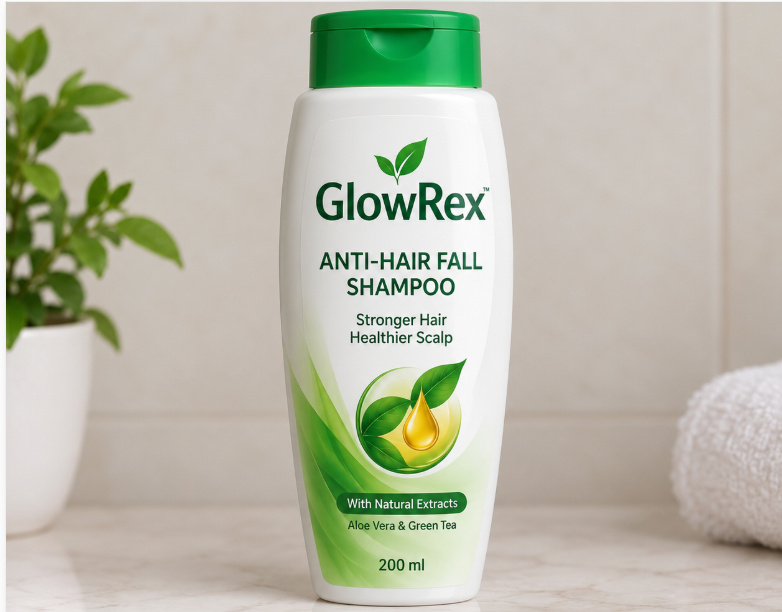 GlowRex™
ANTI-HAIR FALL
SHAMPOO
Stronger Hair
Healthier Scalp
With Natural Extracts
Aloe Vera & Green Tea
200 ml